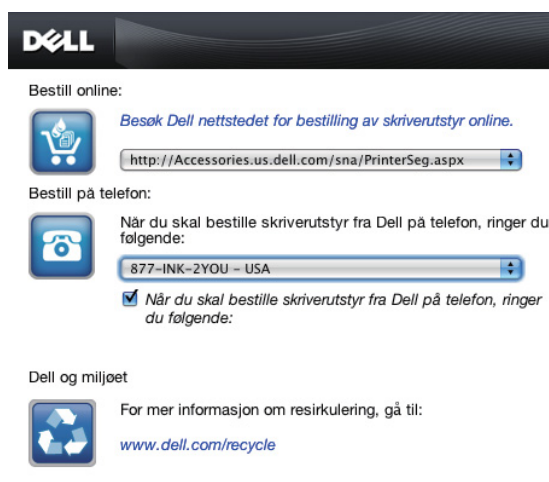 DELL
Bestill online:
Besøk Dell nettstedet for bestilling av skriverutstyr online.
http://Accessories.us.dell.com/sna/PrinterSeg.aspx
Bestill på telefon:
Når du skal bestille skriverutstyr fra Dell på telefon, ringer du
følgende:
877-INK-2YOU – USA
Når du skal bestille skriverutstyr fra Dell på telefon, ringer
du følgende:
Dell og miljøet
For mer informasjon om resirkulering, gå til:
www.dell.com/recycle